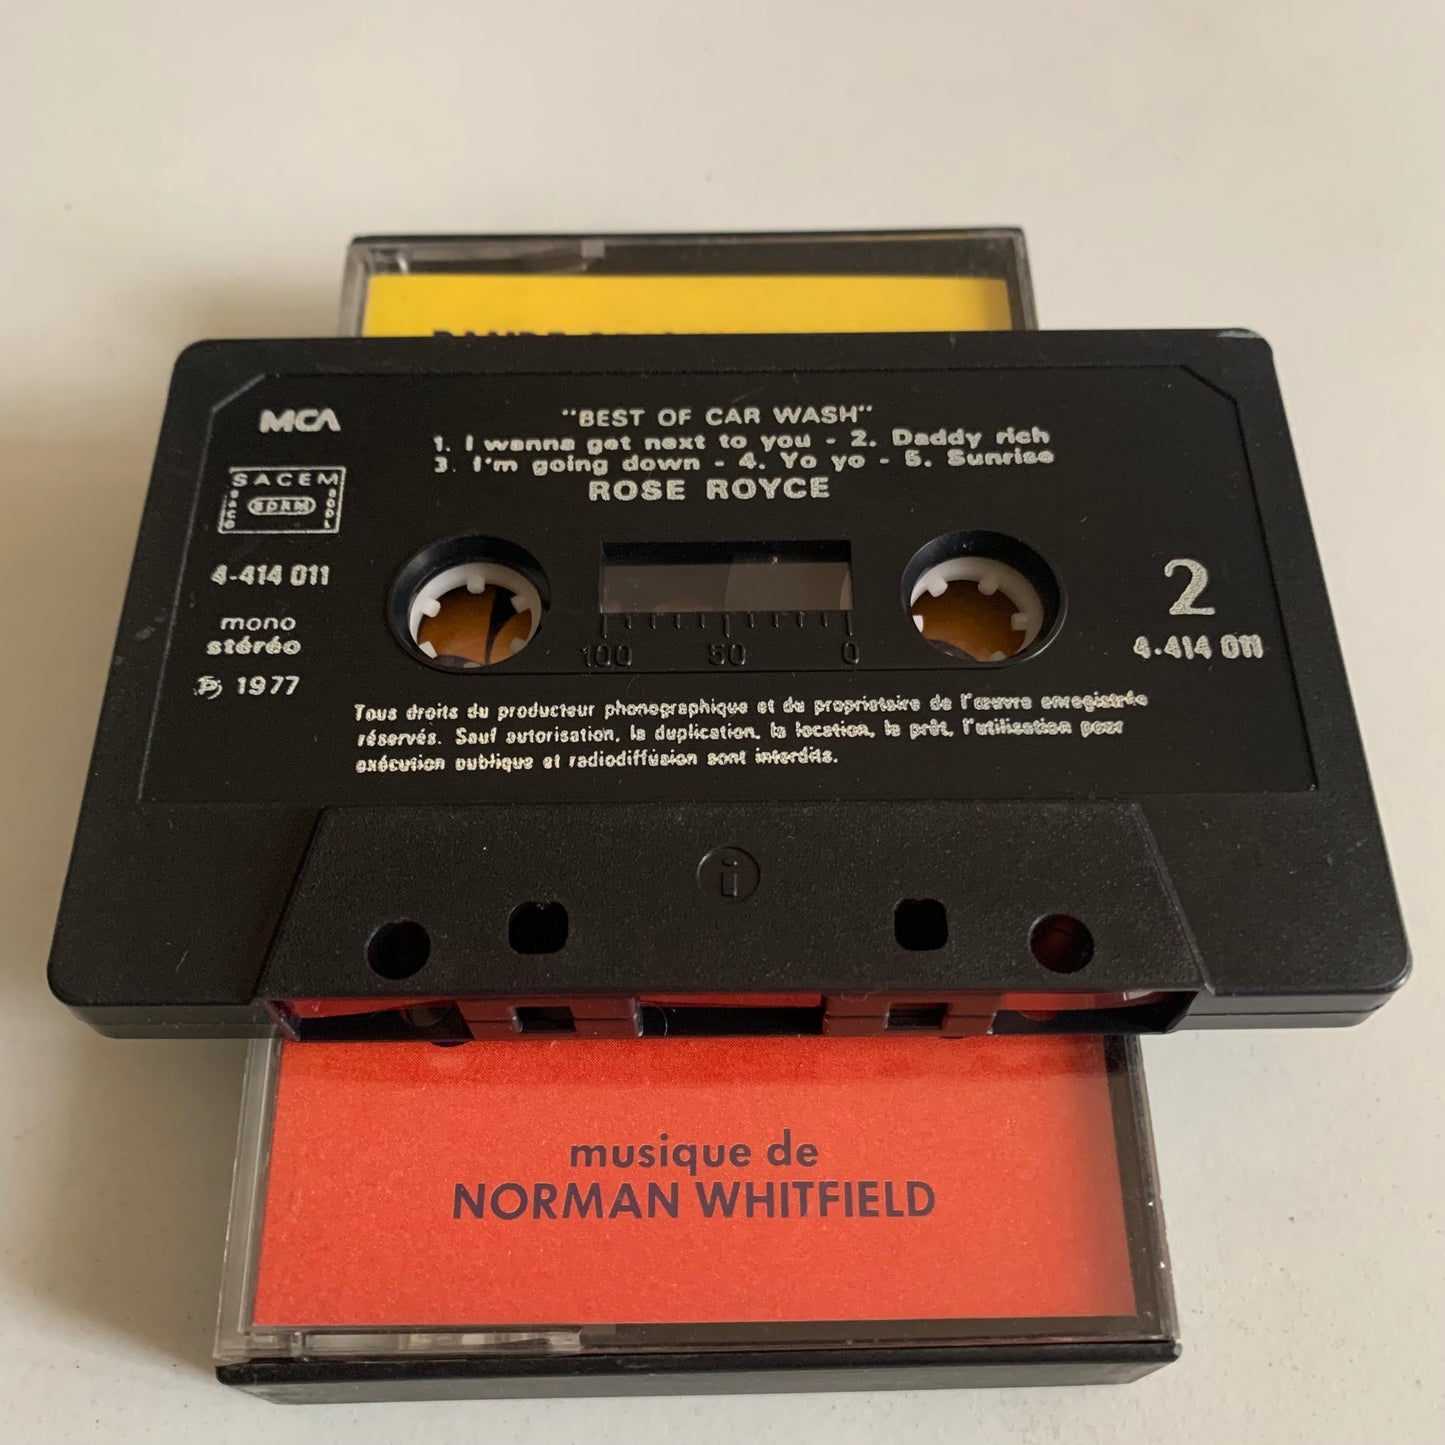 MCA
"BEST OF CAR WASH"
1. I wanna get next to you - 2. Daddy rich
3. I'm going down - 4. Yo yo - 5. Sunrise
ROSE ROYCE
SACEM
SDRM
4-414 011
mono
stéréo
℗ 1977
2
4-414 011
100 50 0
Tous droits du producteur phonographique et du propriétaire de l'œuvre enregistrée
réservés. Sauf autorisation, la duplication, la location, le prêt, l'utilisation pour
exécution publique et radiodiffusion sont interdits.
i
musique de
NORMAN WHITFIELD